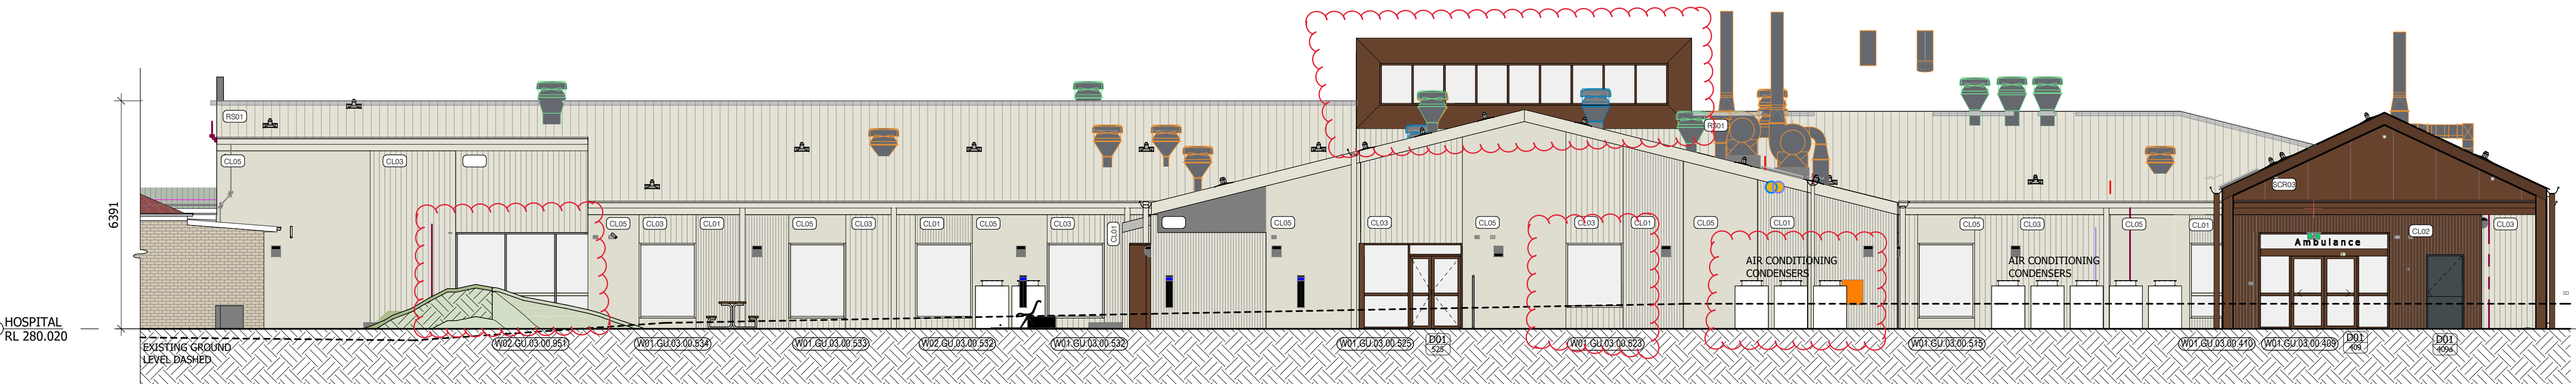 RS01
RS01
CL05
CL03
SCR03
CL05
CL03
CL01
CL05
CL03
CL01
CL05
CL03
CL01
CL05
CL03
CL05
CL03
CL01
CL05
CL01
CL05
CL03
CL05
CL01
CL02
CL03
6391
Ambulance
AIR CONDITIONING
CONDENSERS
AIR CONDITIONING
CONDENSERS
HOSPITAL
RL 280.020
EXISTING GROUND
LEVEL DASHED
W02.GU.03.00.951
W01.GU.03.00.534
W01.GU.03.00.533
W02.GU.03.00.532
W01.GU.03.00.532
W01.GU.03.00.525
D01
525
W01.GU.03.00.523
W01.GU.03.00.515
W01.GU.03.00.410
W01.GU.03.00.409
D01
409
D01
409a